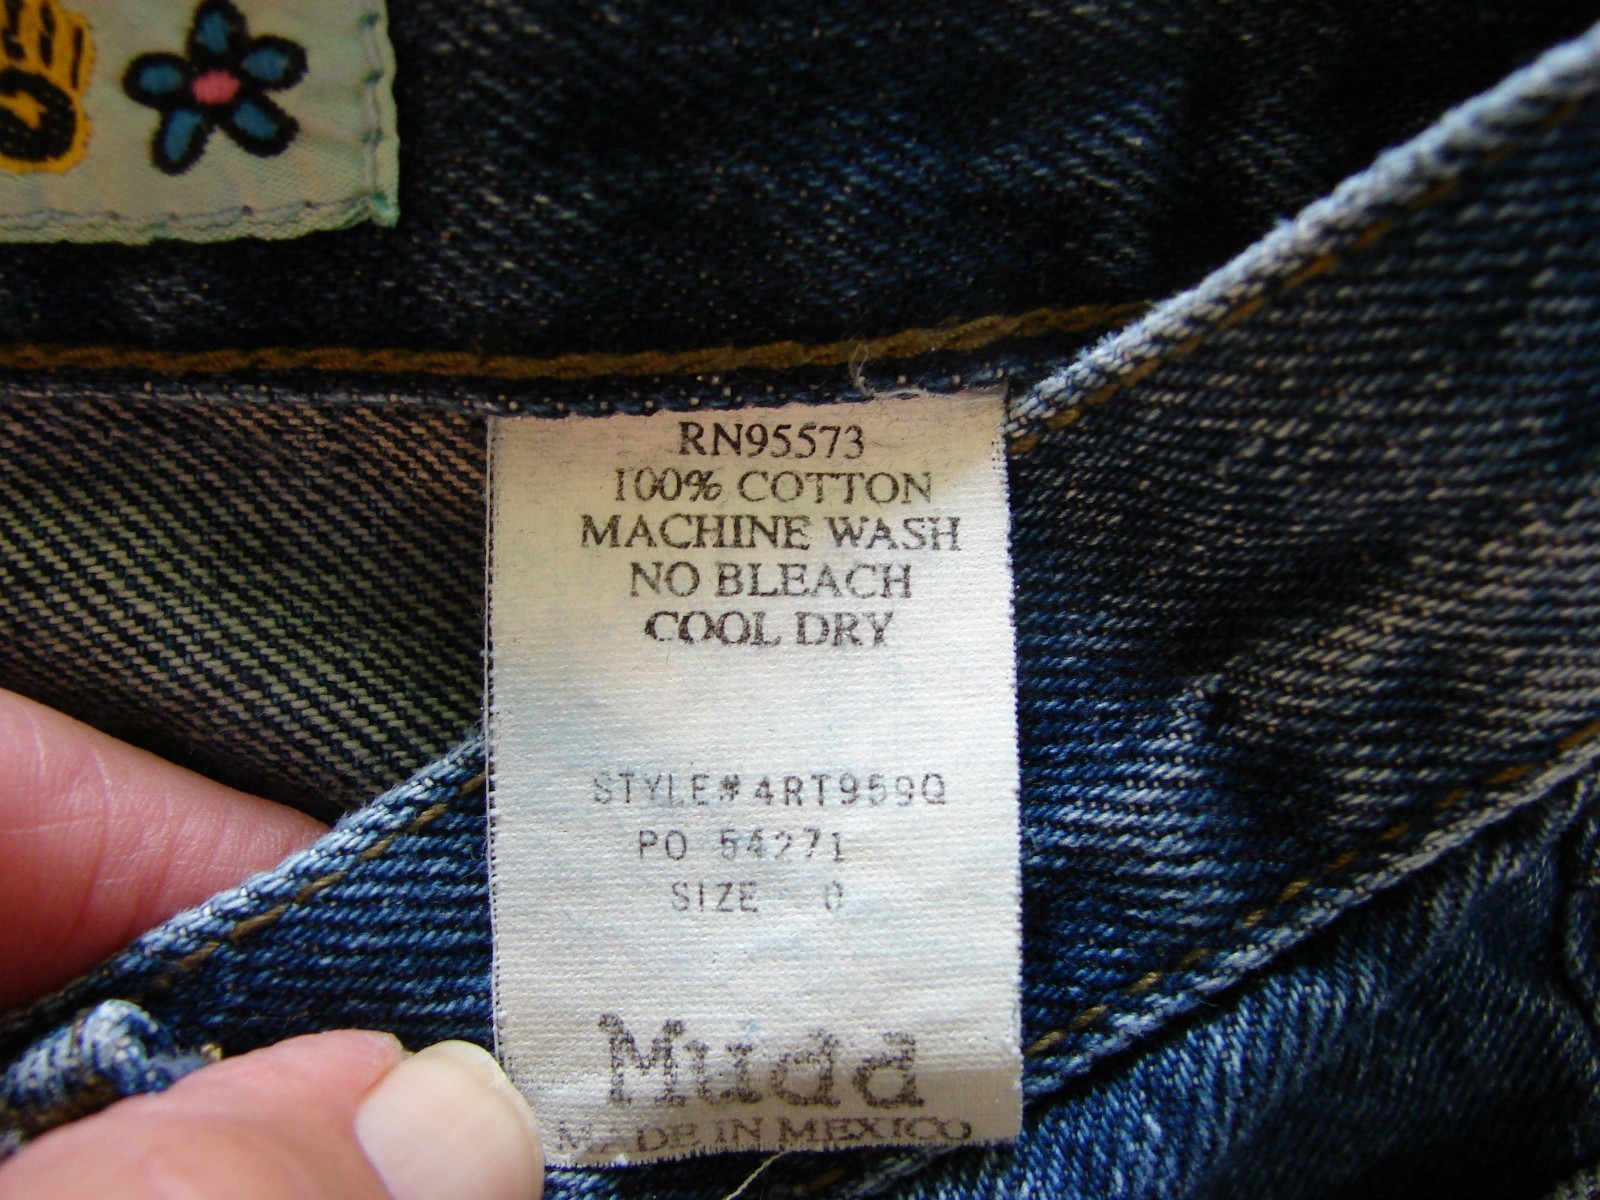 RN95573
100% COTTON
MACHINE WASH
NO BLEACH
COOL DRY
STYLE# 4RT959Q
PO 54271
SIZE 0
Mudd
MADE IN MEXICO